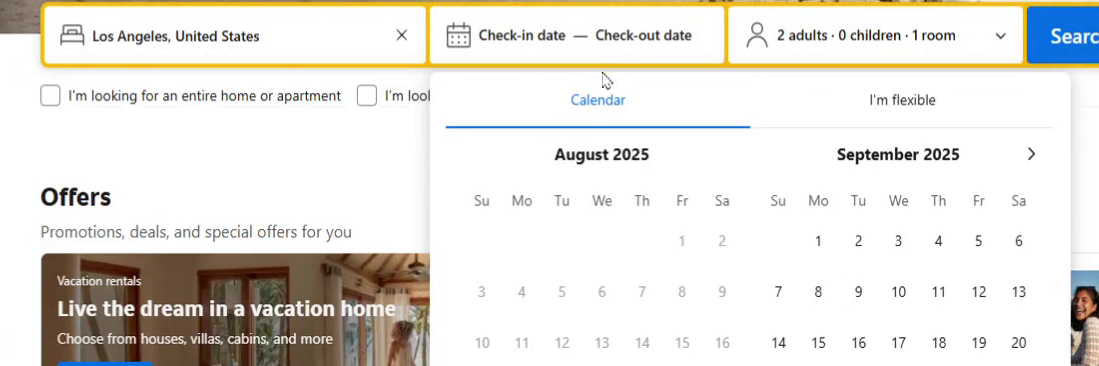 Los Angeles, United States
Check-in date — Check-out date
2 adults · 0 children · 1 room
Searc
I'm looking for an entire home or apartment
I'm lool
Calendar
I'm flexible
August 2025
September 2025
Su Mo Tu We Th Fr Sa
1 2
3 4 5 6 7 8 9
10 11 12 13 14 15 16
Su Mo Tu We Th Fr Sa
1 2 3 4 5 6
7 8 9 10 11 12 13
14 15 16 17 18 19 20
Offers
Promotions, deals, and special offers for you
Vacation rentals
Live the dream in a vacation home
Choose from houses, villas, cabins, and more